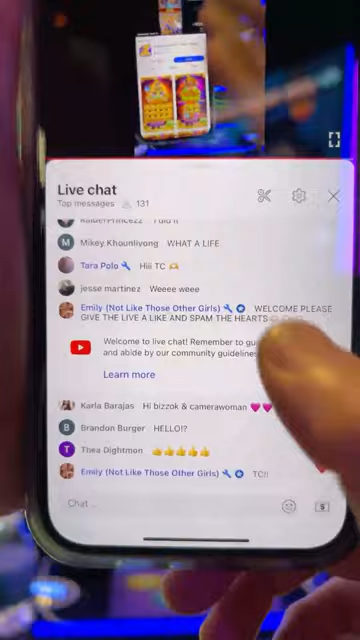 Live chat
Top messages 131
I did it
Mikey Khounlivong WHAT A LIFE
Tara Polo Hiii TC
jesse martinez Weeee weee
Emily (Not Like Those Other Girls) WELCOME PLEASE
GIVE THE LIVE A LIKE AND SPAM THE HEARTS
Welcome to live chat! Remember to
and abide by our community guidelines
Learn more
Karla Barajas Hi bizzok & camerawoman
Brandon Burger HELLO!?
Thea Dightmon
Emily (Not Like Those Other Girls) TC!!
Chat...